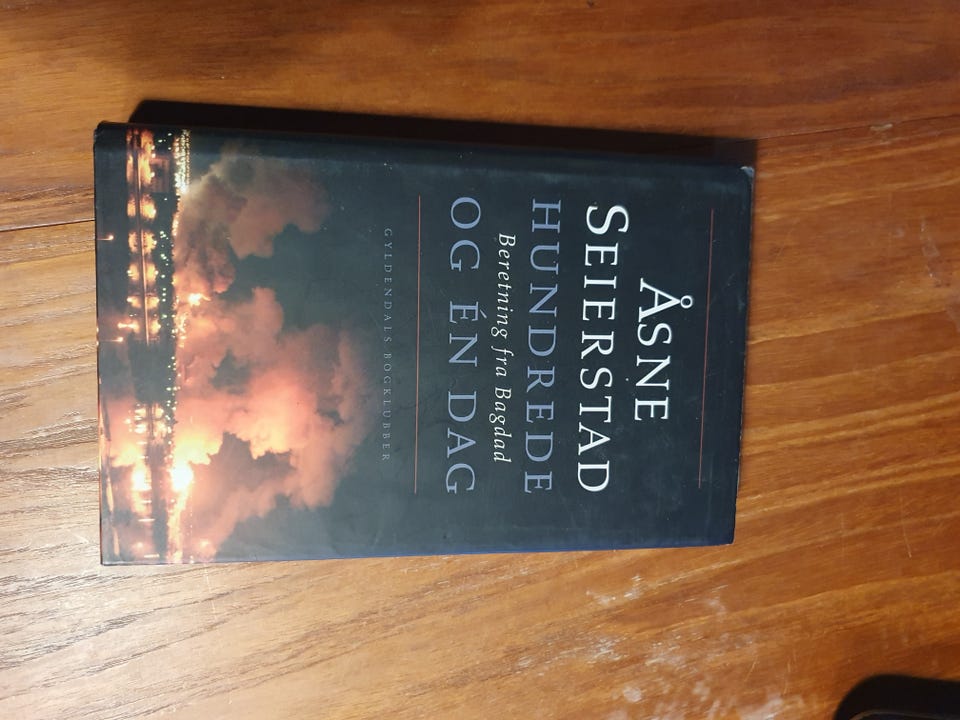 ÅSNE
SEIERSTAD
HUNDREDE
Beretning fra Bagdad
OG ÉN DAG
GYLDENDALS BOGKLUBBER